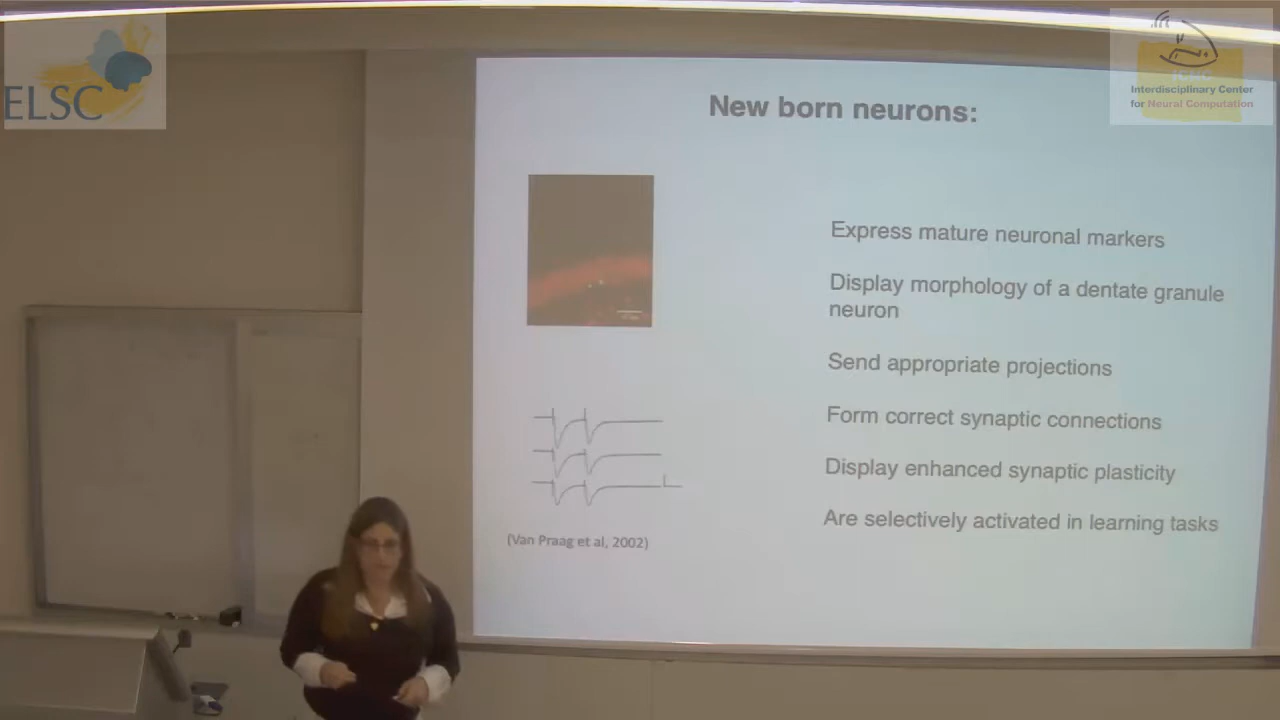 ELSC
Interdisciplinary Center
for Neural Computation
New born neurons:
Express mature neuronal markers
Display morphology of a dentate granule
neuron
Send appropriate projections
Form correct synaptic connections
Display enhanced synaptic plasticity
Are selectively activated in learning tasks
(Van Praag et al, 2002)